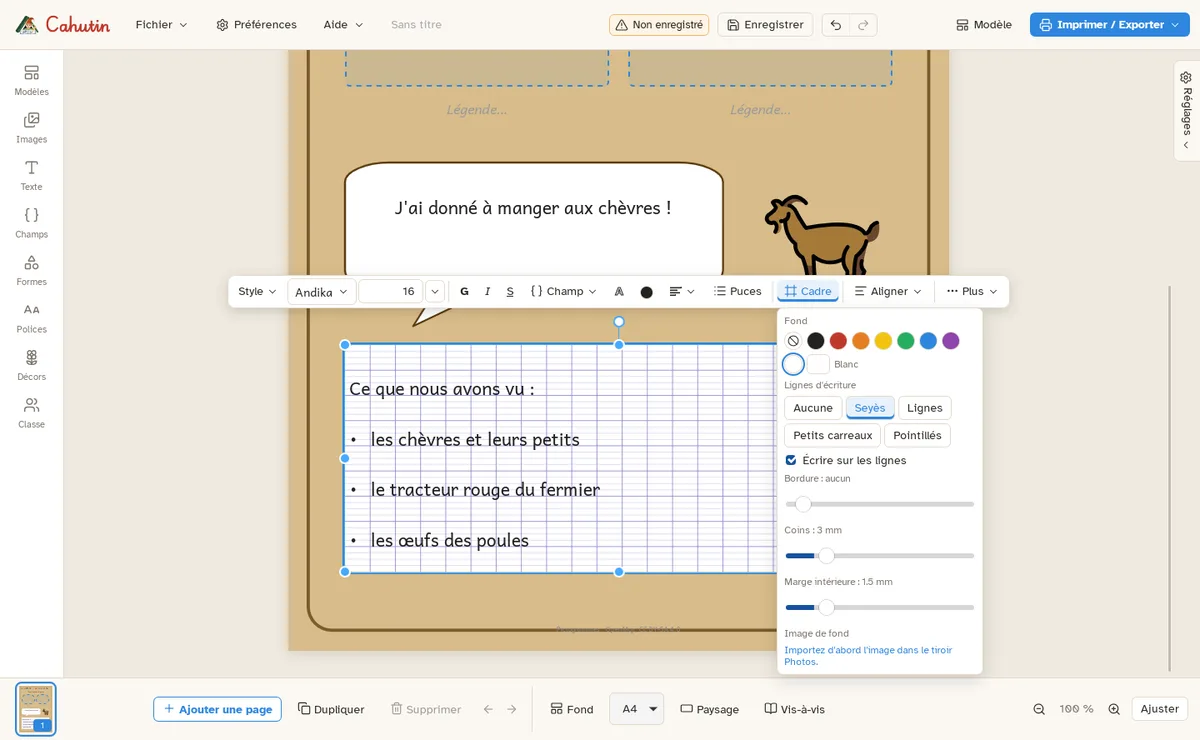 Cahutin
Fichier
Préférences
Aide
Sans titre
Non enregistré
Enregistrer
Modèle
Imprimer / Exporter
Modèles
Images
Texte
Champs
Formes
Polices
Décors
Classe
Réglages
Légende...
Légende...
J'ai donné à manger aux chèvres !
Style
Andika
16
G
I
S
{ } Champ
A
Puces
Cadre
Aligner
Plus
Ce que nous avons vu :
• les chèvres et leurs petits
• le tracteur rouge du fermier
• les œufs des poules
Fond
Blanc
Lignes d'écriture
Aucune
Seyès
Lignes
Petits carreaux
Pointillés
Écrire sur les lignes
Bordure : aucun
Coins : 3 mm
Marge intérieure : 1.5 mm
Image de fond
Importez d'abord l'image dans le tiroir
Photos.
1
+ Ajouter une page
Dupliquer
Supprimer
Fond
A4
Paysage
Vis-à-vis
100 %
Ajuster